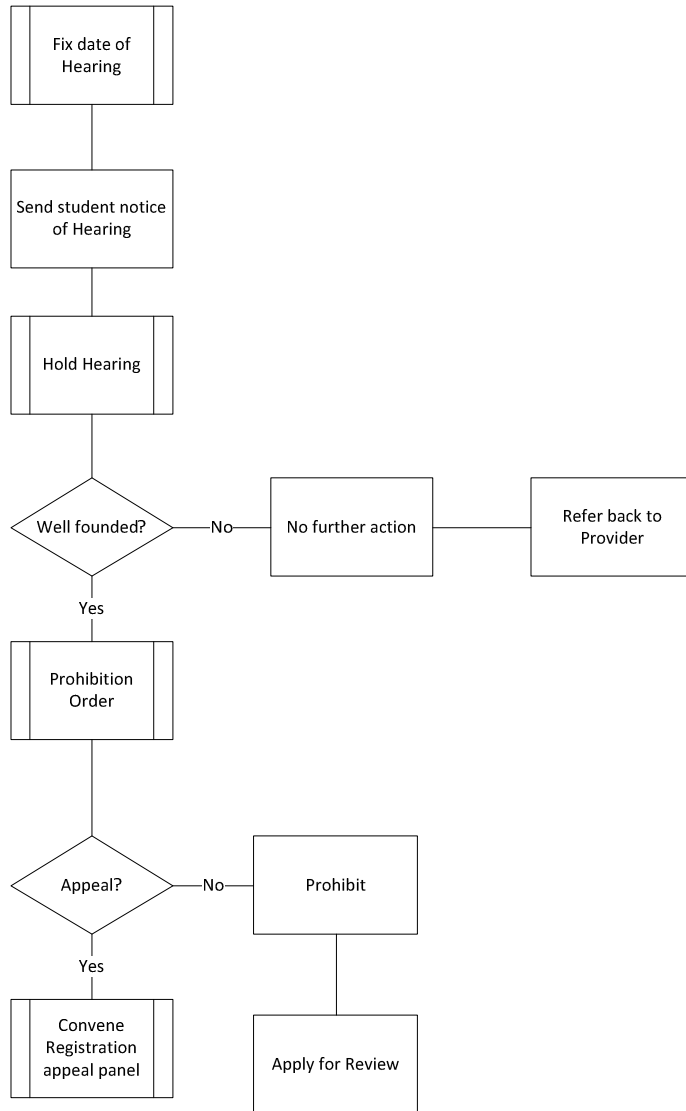 Fix date of
Hearing
Send student notice
of Hearing
Hold Hearing
Well founded?
No
No further action
Refer back to
Provider
Yes
Prohibition
Order
Appeal?
No
Prohibit
Yes
Convene
Registration
appeal panel
Apply for Review